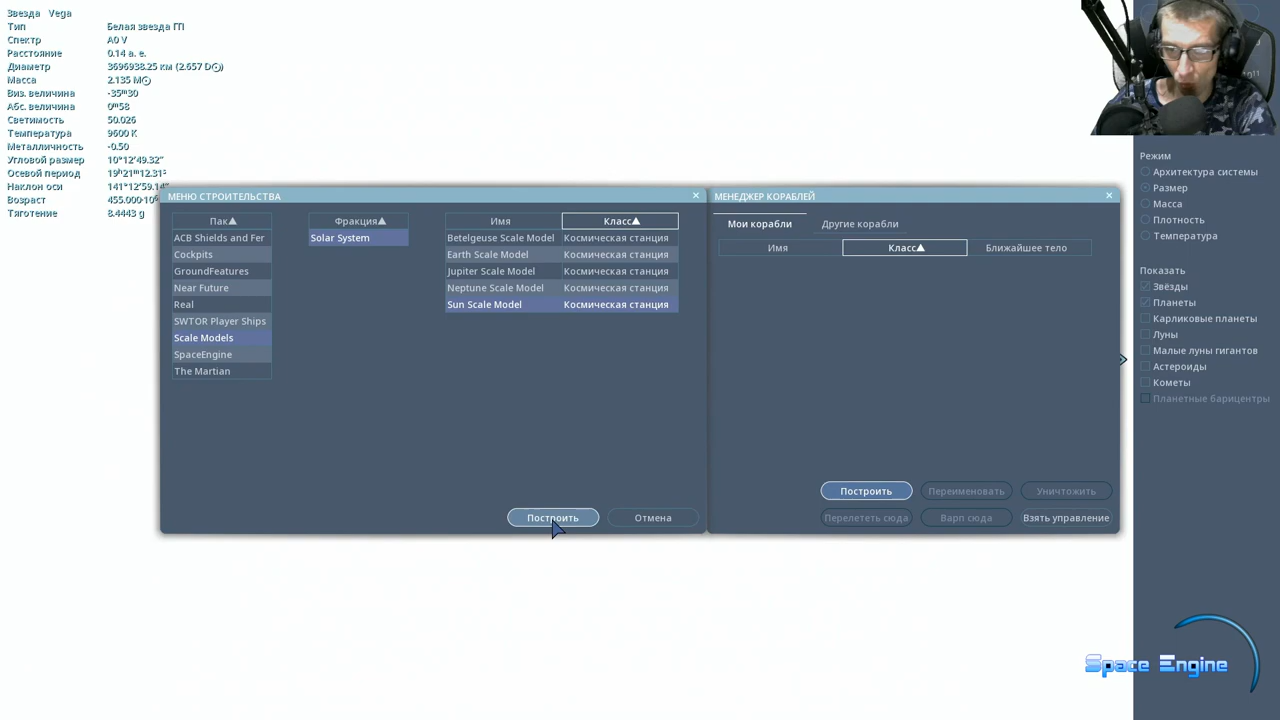 Звезда Vega
Тип Белая звезда ГП
Спектр A0 V
Расстояние 0.14 а. е.
Диаметр 3696938.25 км (2.657 D☉)
Масса 2.135 M☉
Виз. величина -35ᵐ30
Абс. величина 0ᵐ58
Светимость 50.026
Температура 9600 K
Металличность -0.50
Угловой размер 10°12'49.32"
Осевой период 19ʰ21ᵐ12.31ˢ
Наклон оси 141°12'59.14"
Возраст
Тяготение 8.4443 g
МЕНЮ СТРОИТЕЛЬСТВА
Пак▲ Фракция▲ Имя Класс▲
ACB Shields and Fer Solar System Betelgeuse Scale Model Космическая станция
Cockpits Earth Scale Model Космическая станция
GroundFeatures Jupiter Scale Model Космическая станция
Near Future Neptune Scale Model Космическая станция
Real Sun Scale Model Космическая станция
SWTOR Player Ships
Scale Models
SpaceEngine
The Martian
Построить Отмена
МЕНЕДЖЕР КОРАБЛЕЙ
Мои корабли Другие корабли
Имя Класс▲ Ближайшее тело
Построить Переименовать Уничтожить
Перелететь сюда Варп сюда Взять управление
Режим
Архитектура системы
Размер
Масса
Плотность
Температура
Показать
Звёзды
Планеты
Карликовые планеты
Луны
Малые луны гигантов
Астероиды
Кометы
Планетные барицентры
Space Engine